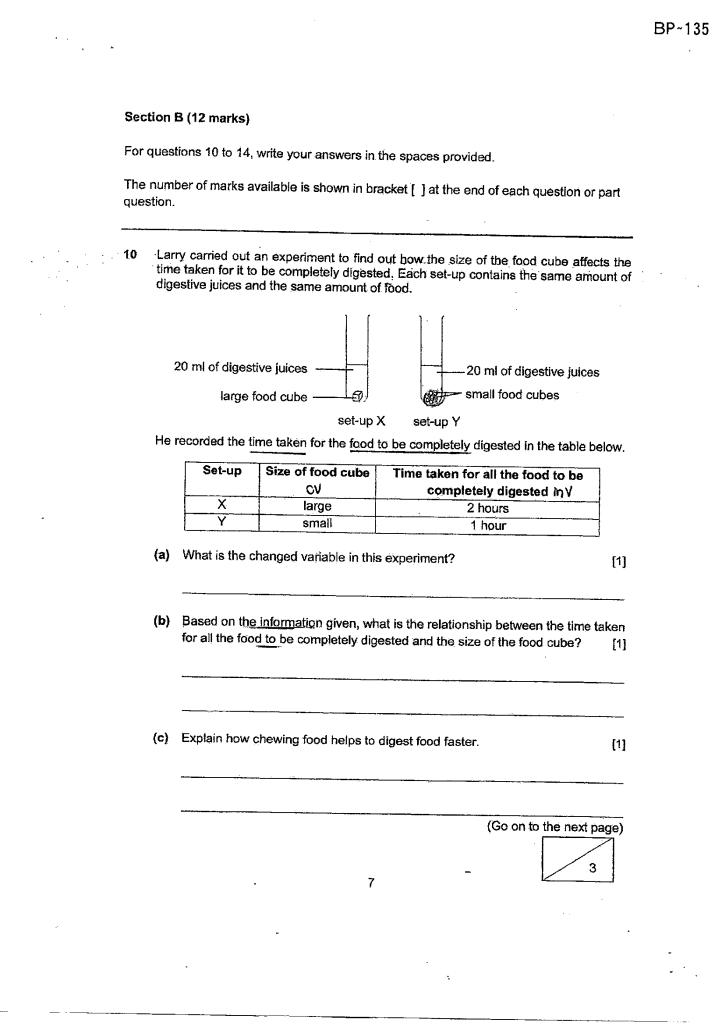 BP~135
Section B (12 marks)
For questions 10 to 14, write your answers in the spaces provided.
The number of marks available is shown in bracket [ ] at the end of each question or part
question.
10 Larry carried out an experiment to find out how the size of the food cube affects the
time taken for it to be completely digested. Each set-up contains the same amount of
digestive juices and the same amount of food.
20 ml of digestive juices
large food cube
20 ml of digestive juices
small food cubes
set-up X set-up Y
He recorded the time taken for the food to be completely digested in the table below.
Set-up Size of food cube Time taken for all the food to be
CV completely digested MV
X large 2 hours
Y small 1 hour
(a) What is the changed variable in this experiment? [1]
(b) Based on the information given, what is the relationship between the time taken
for all the food to be completely digested and the size of the food cube? [1]
(c) Explain how chewing food helps to digest food faster. [1]
(Go on to the next page)
3
7